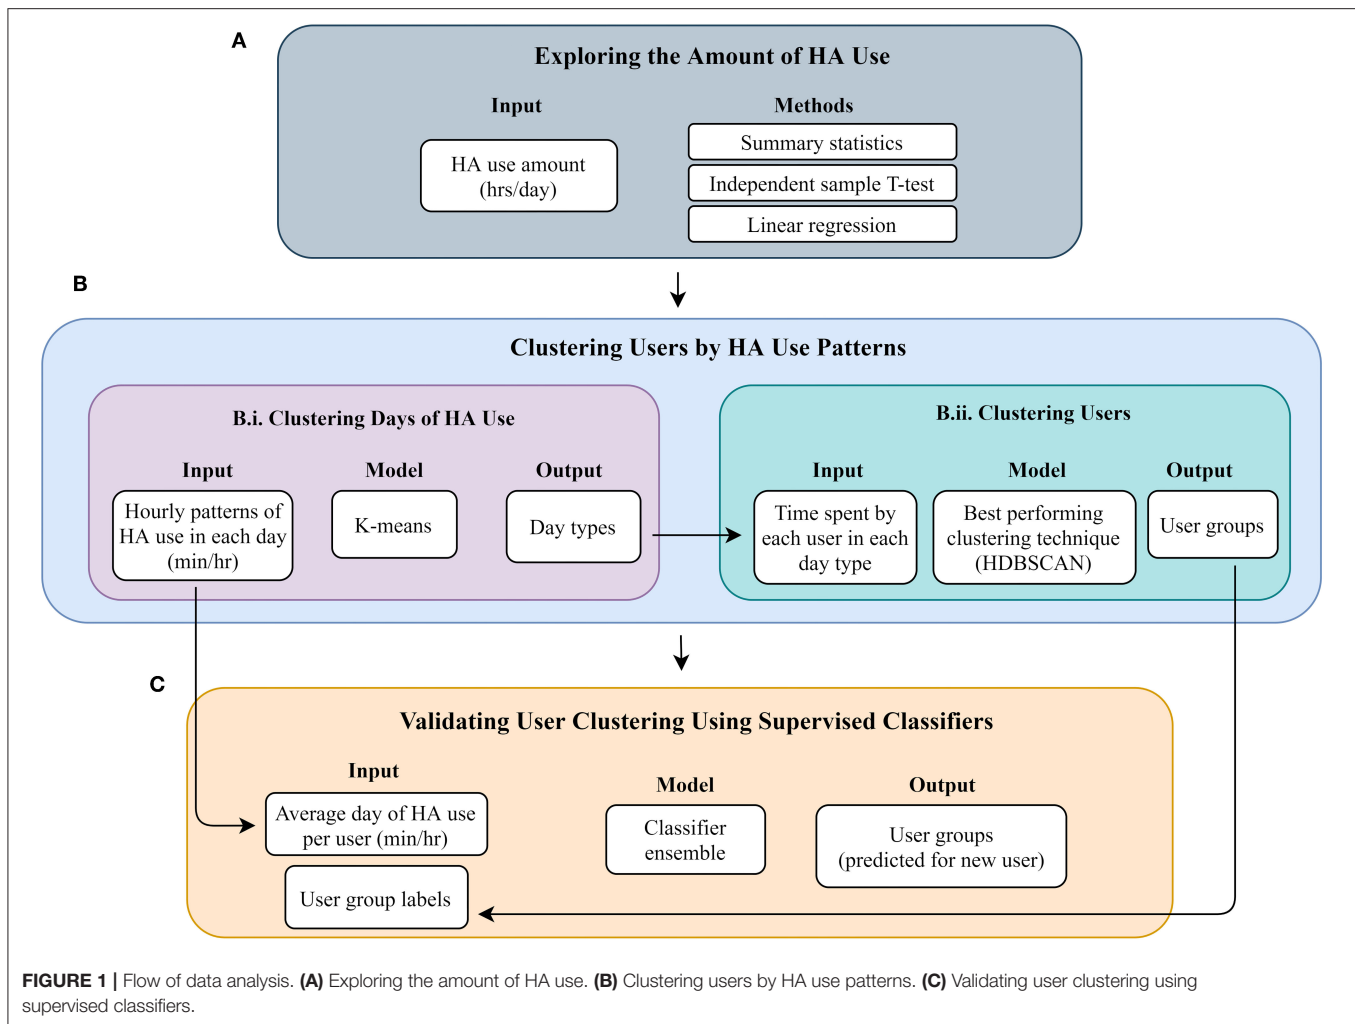 A
Exploring the Amount of HA Use
Input
Methods
HA use amount
(hrs/day)
Summary statistics
Independent sample T-test
Linear regression
B
Clustering Users by HA Use Patterns
B.i. Clustering Days of HA Use
Input
Model
Output
Hourly patterns of
HA use in each day
(min/hr)
K-means
Day types
B.ii. Clustering Users
Input
Model
Output
Time spent by
each user in each
day type
Best performing
clustering technique
(HDBSCAN)
User groups
C
Validating User Clustering Using Supervised Classifiers
Input
Model
Output
Average day of HA use
per user (min/hr)
User group labels
Classifier
ensemble
User groups
(predicted for new user)
FIGURE 1 | Flow of data analysis. (A) Exploring the amount of HA use. (B) Clustering users by HA use patterns. (C) Validating user clustering using
supervised classifiers.